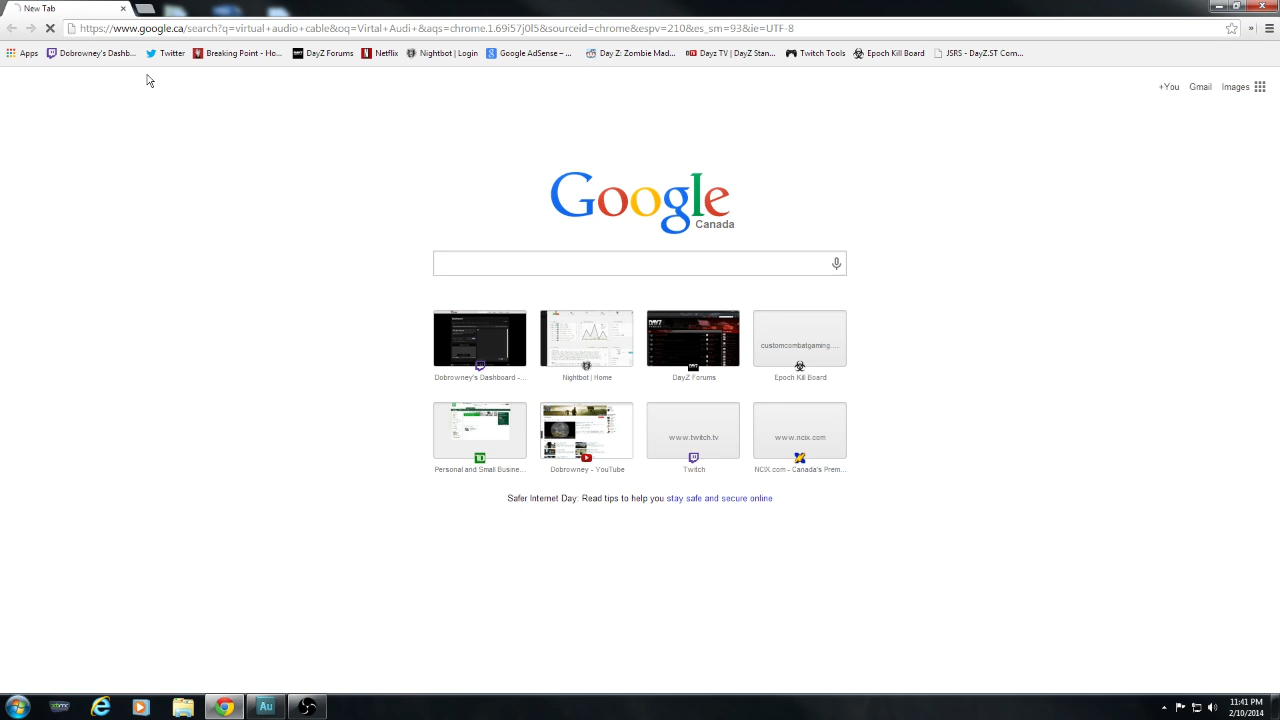 New Tab
https://www.google.ca/search?q=virtual+audio+cable&oq=Virtal+Audi+&aqs=chrome.1.69i57j0l5&sourceid=chrome&espv=210&es_sm=93&ie=UTF-8
Apps Dobrowney's Dashb... Twitter Breaking Point - Ho... DayZ Forums Netflix Nightbot | Login Google AdSense – ... Day Z: Zombie Mad... Dayz TV | DayZ Stan... Twitch Tools Epoch Kill Board JSRS - DayZ.ST Com...
+You Gmail Images
Google
Canada
customcombatgaming....
Dobrowney's Dashboard -... Nightbot | Home DayZ Forums Epoch Kill Board
www.twitch.tv www.ncix.com
Personal and Small Busine... Dobrowney - YouTube Twitch NCIX.com - Canada's Prem...
Safer Internet Day: Read tips to help you stay safe and secure online
xbmc Au
11:41 PM
2/10/2014